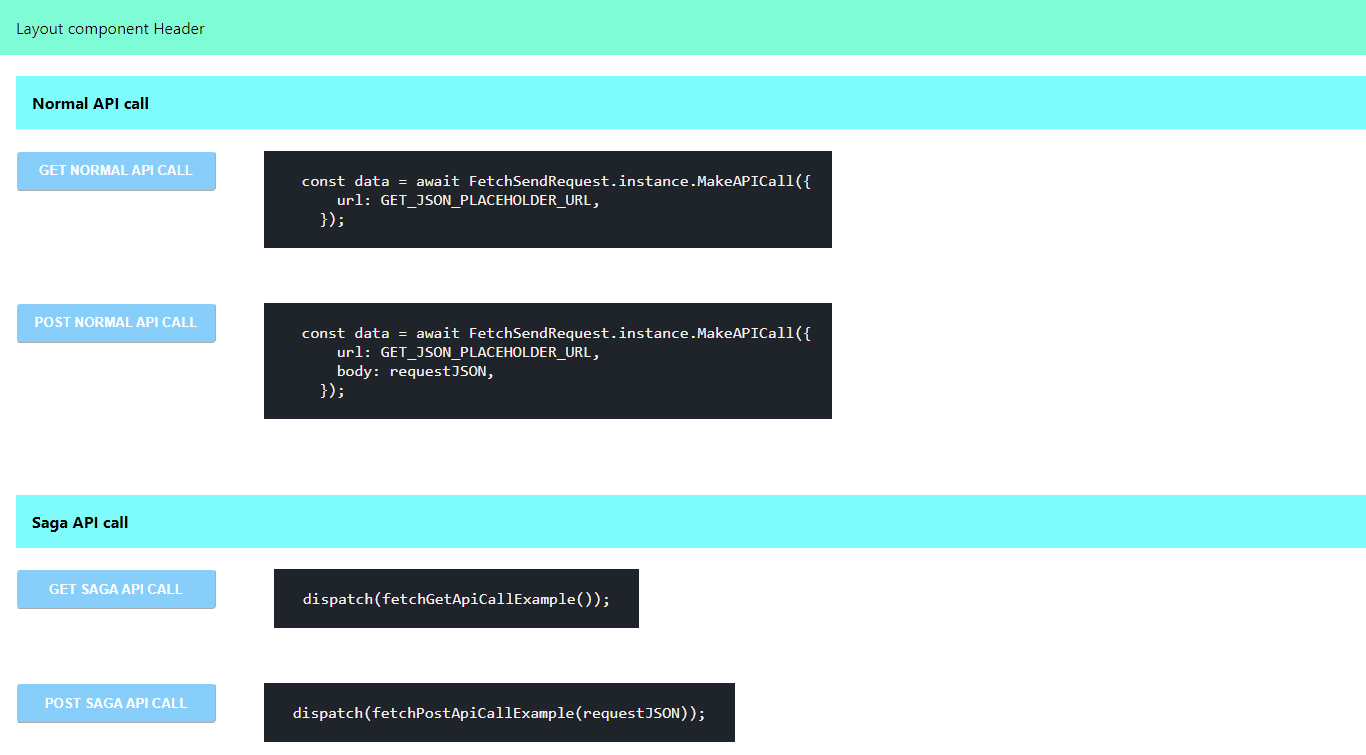 Layout component Header
Normal API call
GET NORMAL API CALL
const data = await FetchSendRequest.instance.MakeAPICall({
url: GET_JSON_PLACEHOLDER_URL,
});
POST NORMAL API CALL
const data = await FetchSendRequest.instance.MakeAPICall({
url: GET_JSON_PLACEHOLDER_URL,
body: requestJSON,
});
Saga API call
GET SAGA API CALL
dispatch(fetchGetApiCallExample());
POST SAGA API CALL
dispatch(fetchPostApiCallExample(requestJSON));